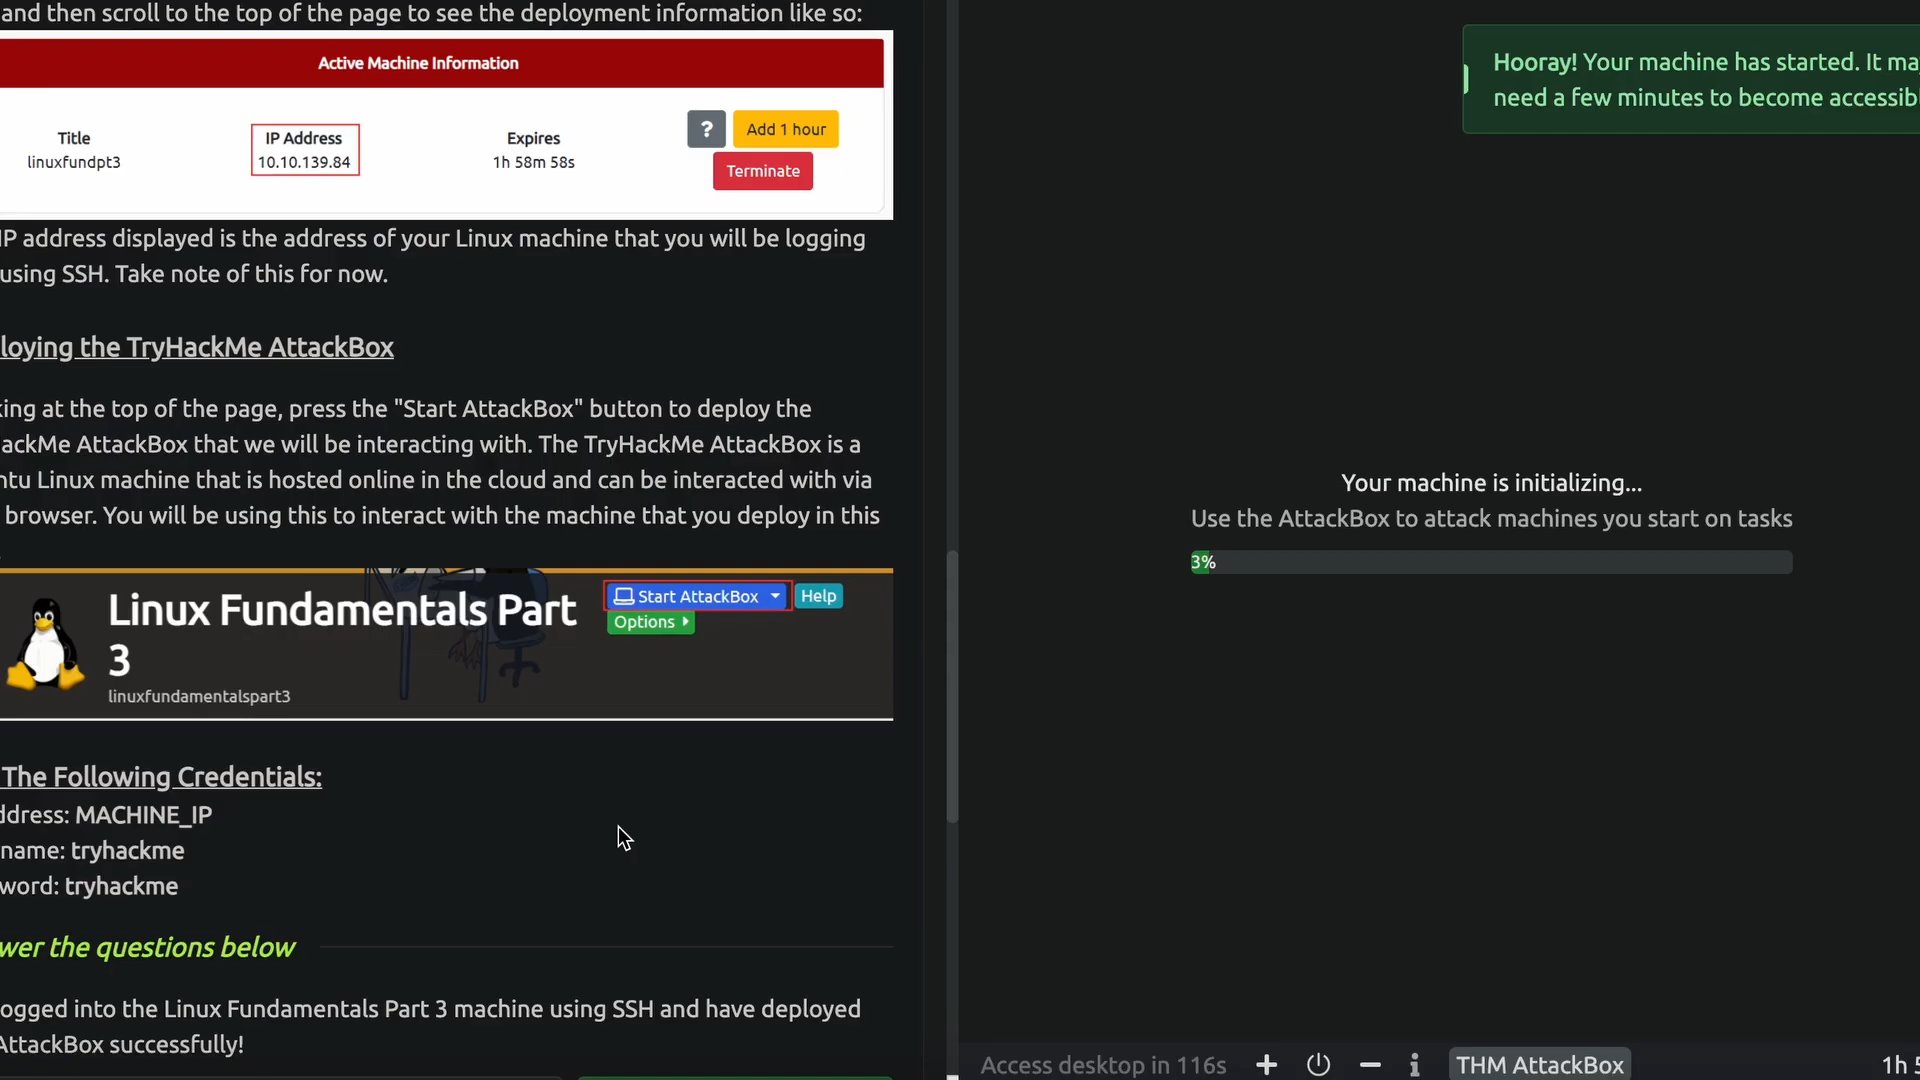 and then scroll to the top of the page to see the deployment information like so:
Active Machine Information
Title
linuxfundpt3
IP Address
10.10.139.84
Expires
1h 58m 58s
?
Add 1 hour
Terminate
IP address displayed is the address of your Linux machine that you will be logging
using SSH. Take note of this for now.
loying the TryHackMe AttackBox
king at the top of the page, press the "Start AttackBox" button to deploy the
ackMe AttackBox that we will be interacting with. The TryHackMe AttackBox is a
ntu Linux machine that is hosted online in the cloud and can be interacted with via
browser. You will be using this to interact with the machine that you deploy in this
Linux Fundamentals Part
3
linuxfundamentalspart3
Start AttackBox
Help
Options
The Following Credentials:
ddress: MACHINE_IP
name: tryhackme
word: tryhackme
wer the questions below
ogged into the Linux Fundamentals Part 3 machine using SSH and have deployed
AttackBox successfully!
Hooray! Your machine has started. It may
need a few minutes to become accessibl
Your machine is initializing...
Use the AttackBox to attack machines you start on tasks
3%
Access desktop in 116s
THM AttackBox
1h 5